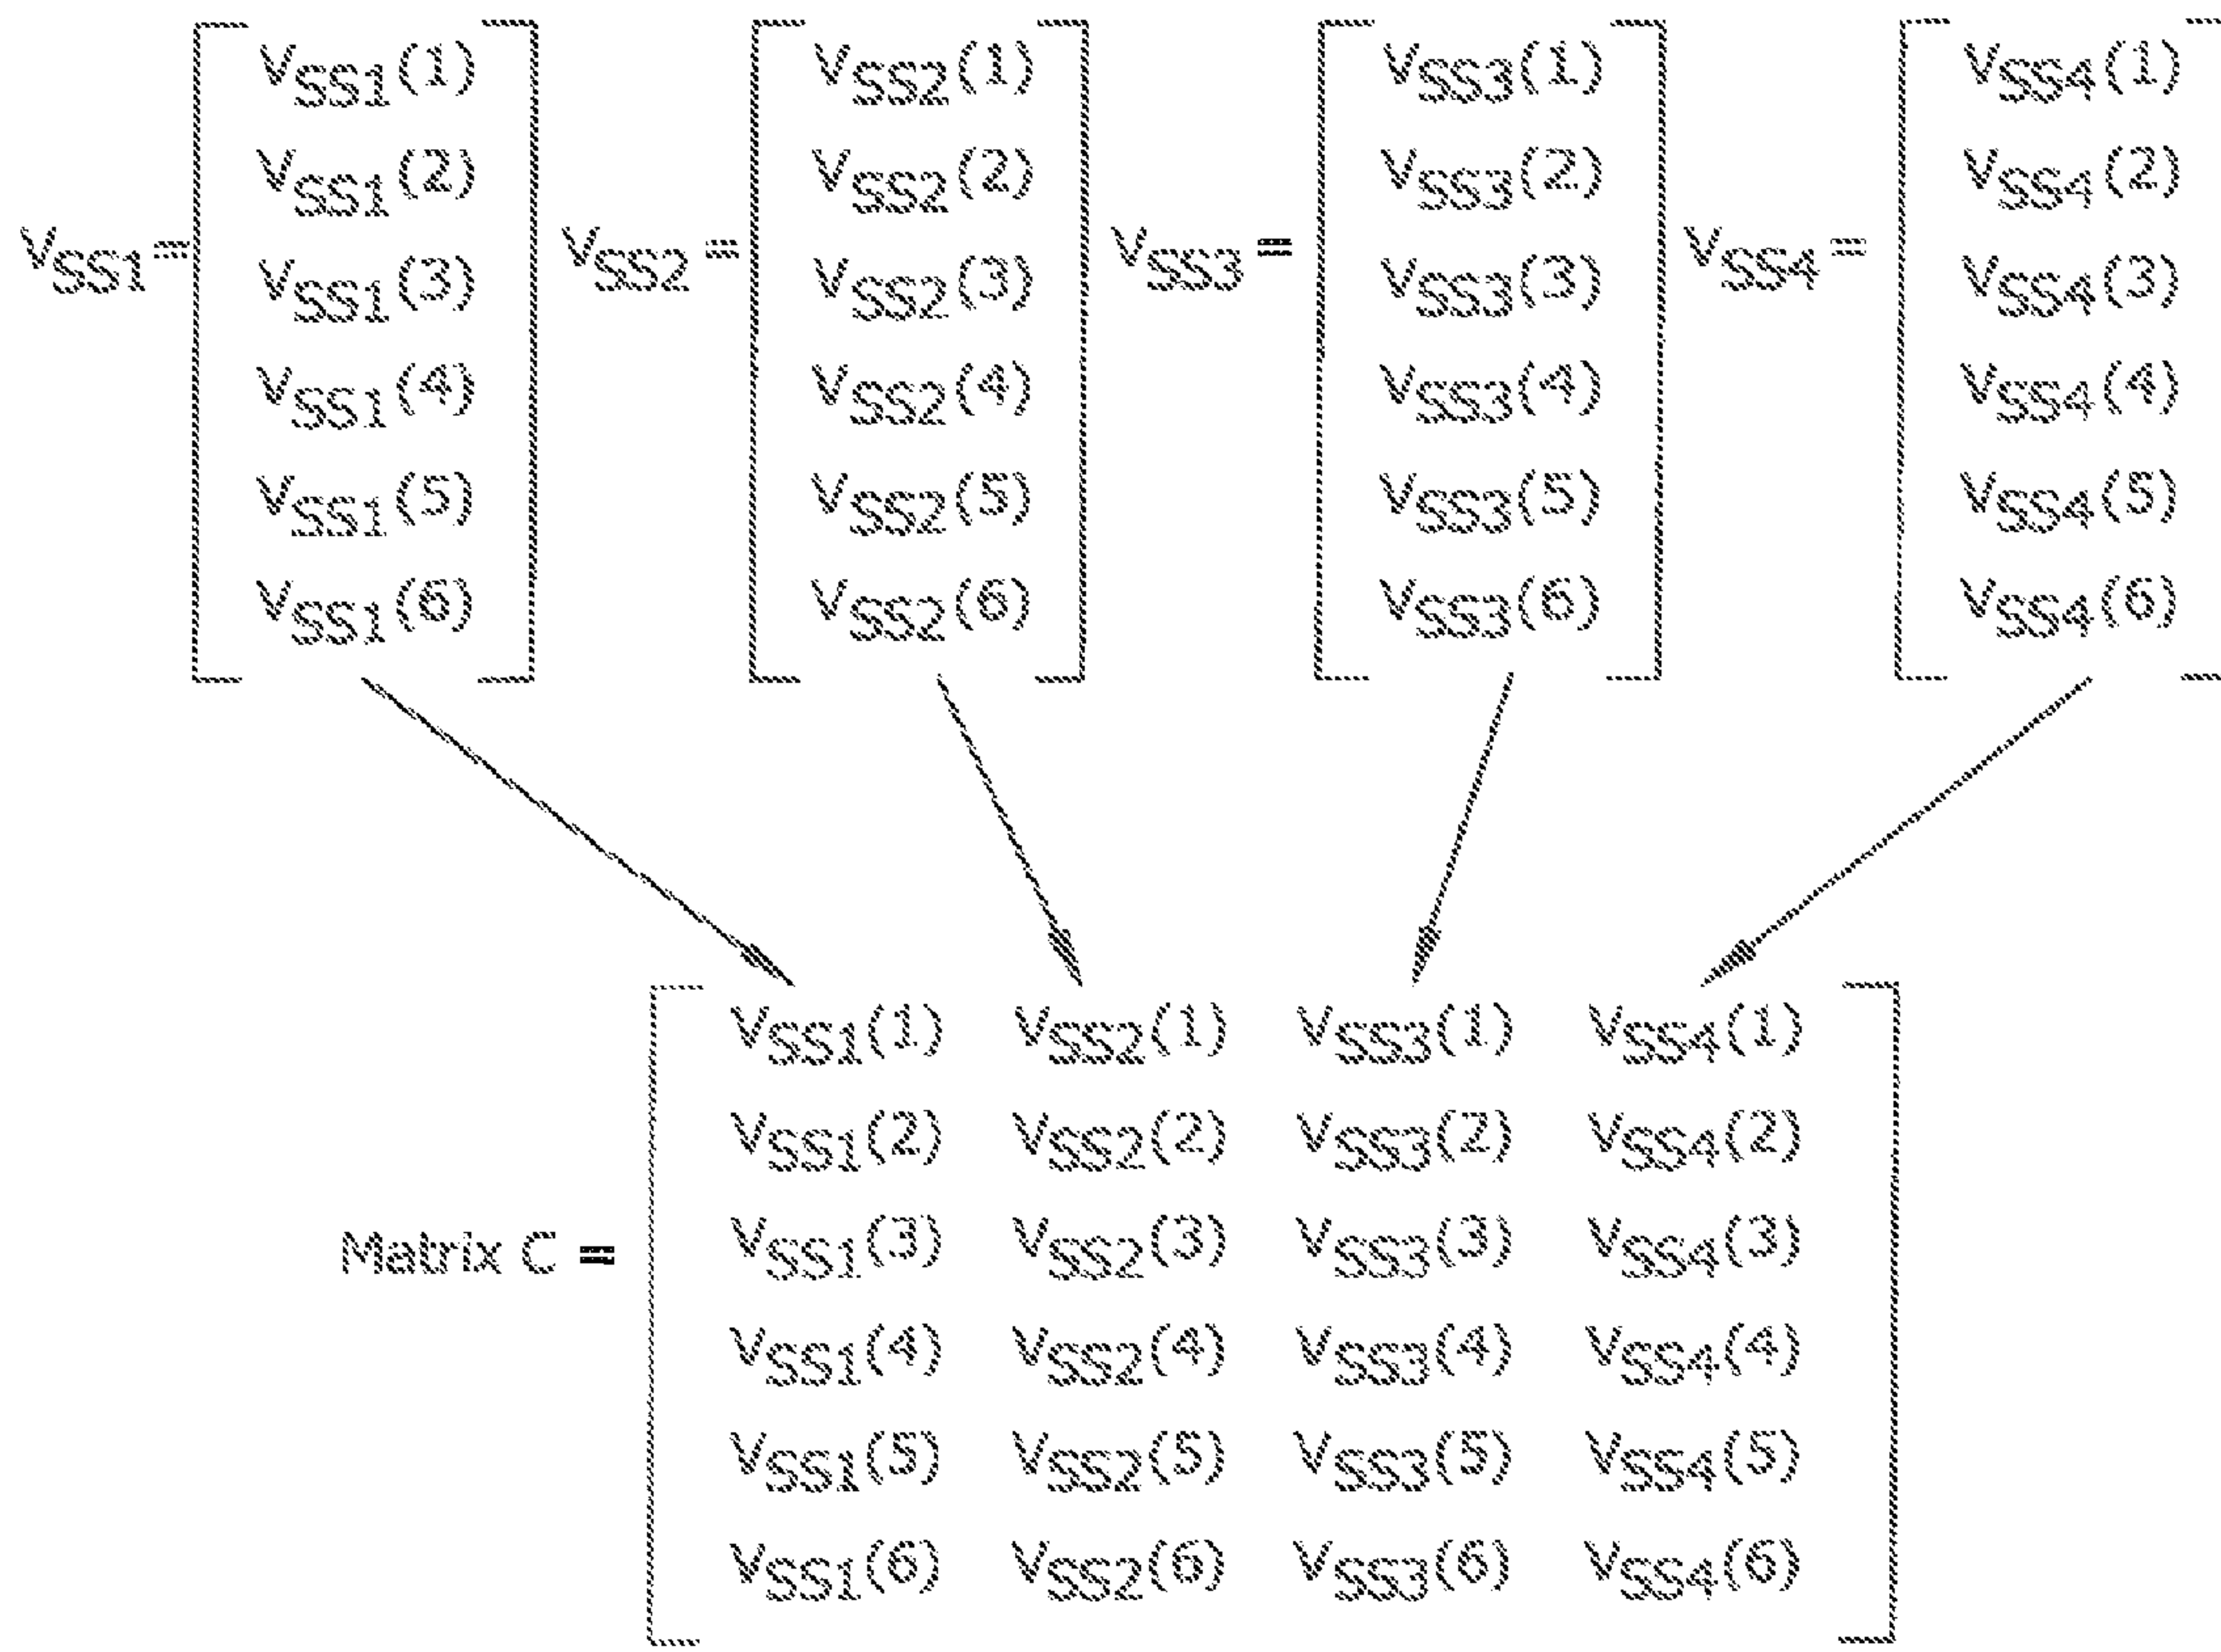 VSS1(1) VSS2(1) VSS3(1) VSS4(1)
VSS1(2) VSS2(2) VSS3(2) VSS4(2)
VSS1= VSS1(3) VSS2= VSS2(3) VSS3= VSS3(3) VSS4= VSS4(3)
VSS1(4) VSS2(4) VSS3(4) VSS4(4)
VSS1(5) VSS2(5) VSS3(5) VSS4(5)
VSS1(6) VSS2(6) VSS3(6) VSS4(6)
VSS1(1) VSS2(1) VSS3(1) VSS4(1)
VSS1(2) VSS2(2) VSS3(2) VSS4(2)
Matrix C = VSS1(3) VSS2(3) VSS3(3) VSS4(3)
VSS1(4) VSS2(4) VSS3(4) VSS4(4)
VSS1(5) VSS2(5) VSS3(5) VSS4(5)
VSS1(6) VSS2(6) VSS3(6) VSS4(6)